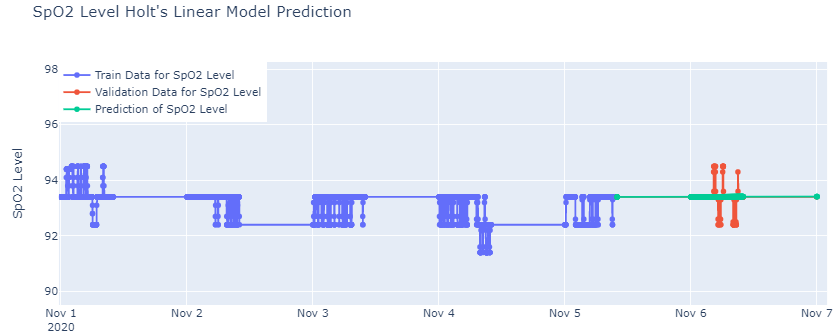 SpO2 Level Holt's Linear Model Prediction
Train Data for SpO2 Level
Validation Data for SpO2 Level
Prediction of SpO2 Level
SpO2 Level
98
96
94
92
90
Nov 1
2020
Nov 2
Nov 3
Nov 4
Nov 5
Nov 6
Nov 7